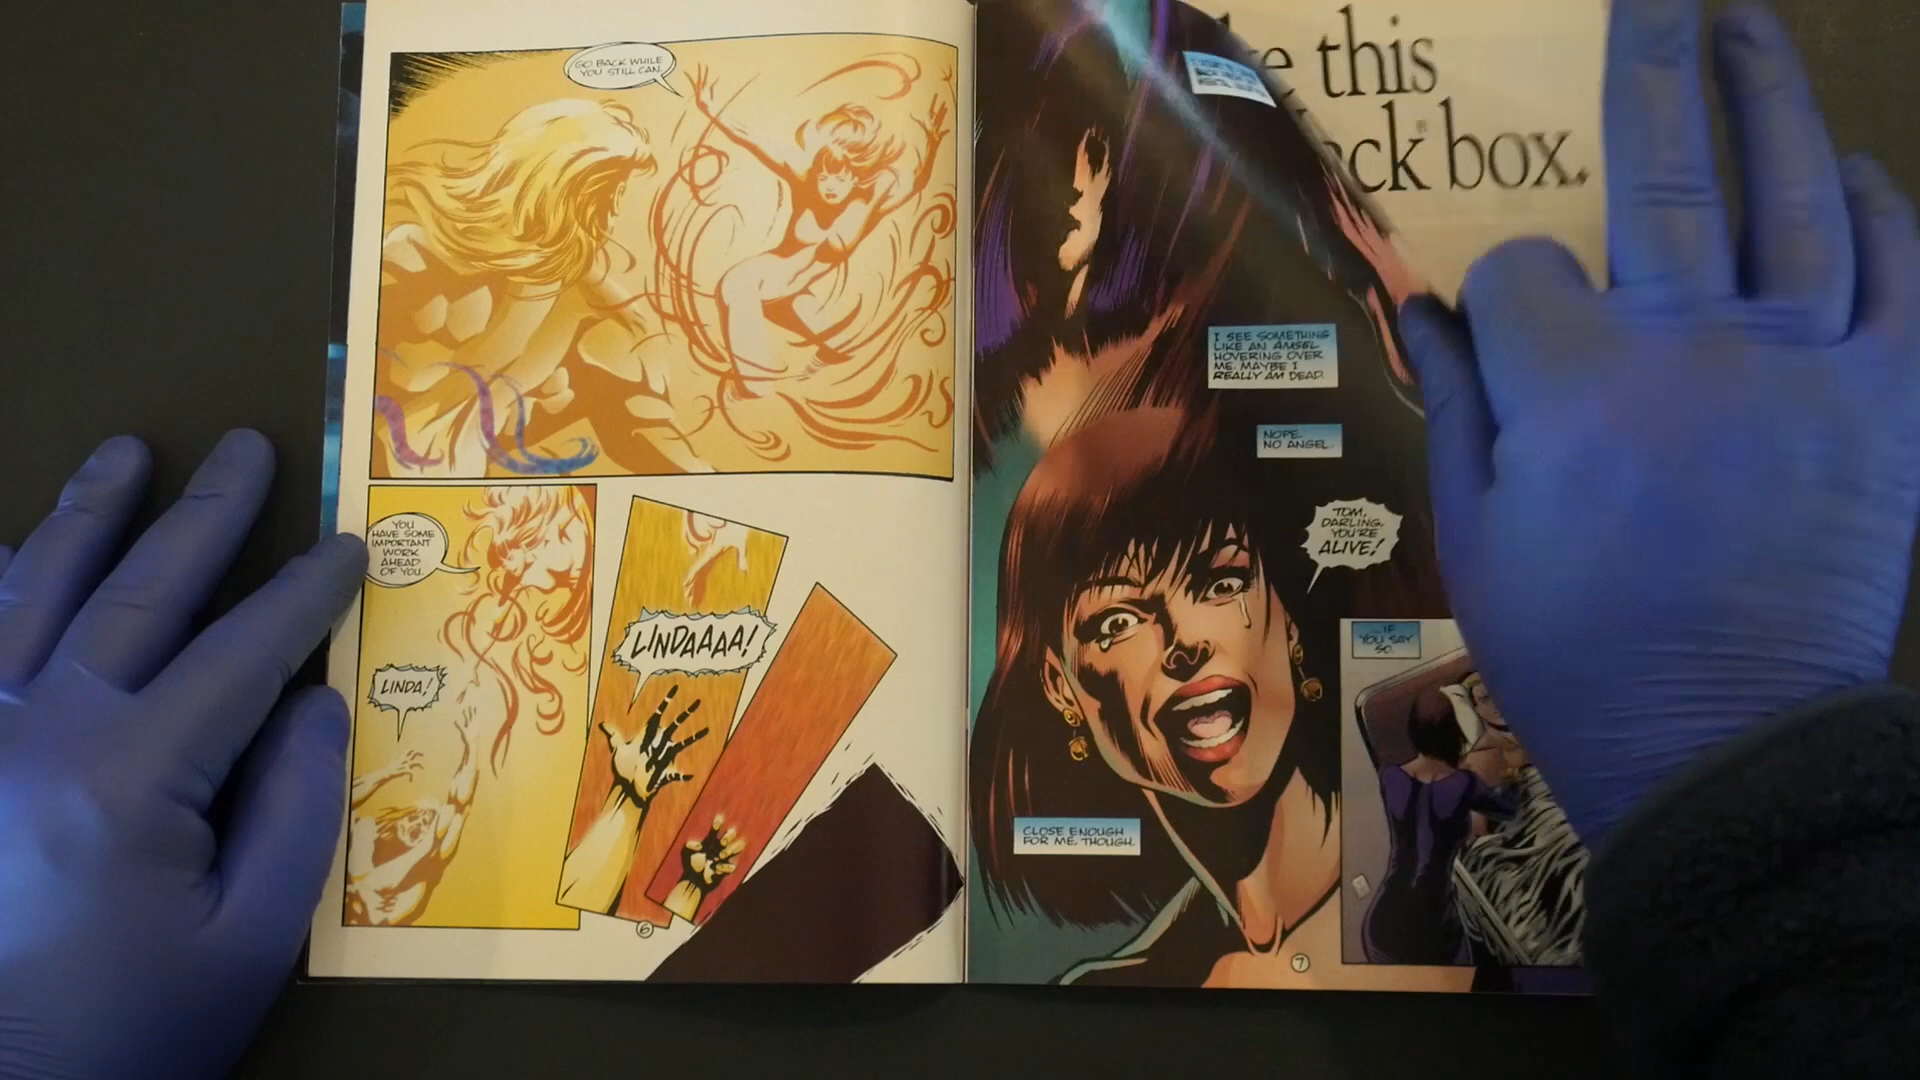 GO BACK WHILE
YOU STILL CAN.
YOU
HAVE SOME
IMPORTANT
WORK
AHEAD
OF YOU.
LINDA!
LINDAAAA!
6
I SEE SOMETHING
LIKE AN ANGEL
HOVERING OVER
ME. MAYBE I
REALLY AM DEAD.
NOPE.
NO ANGEL.
TOM,
DARLING,
YOU'RE
ALIVE!
...IF
YOU SAY
SO.
CLOSE ENOUGH
FOR ME, THOUGH.
7
this
box.